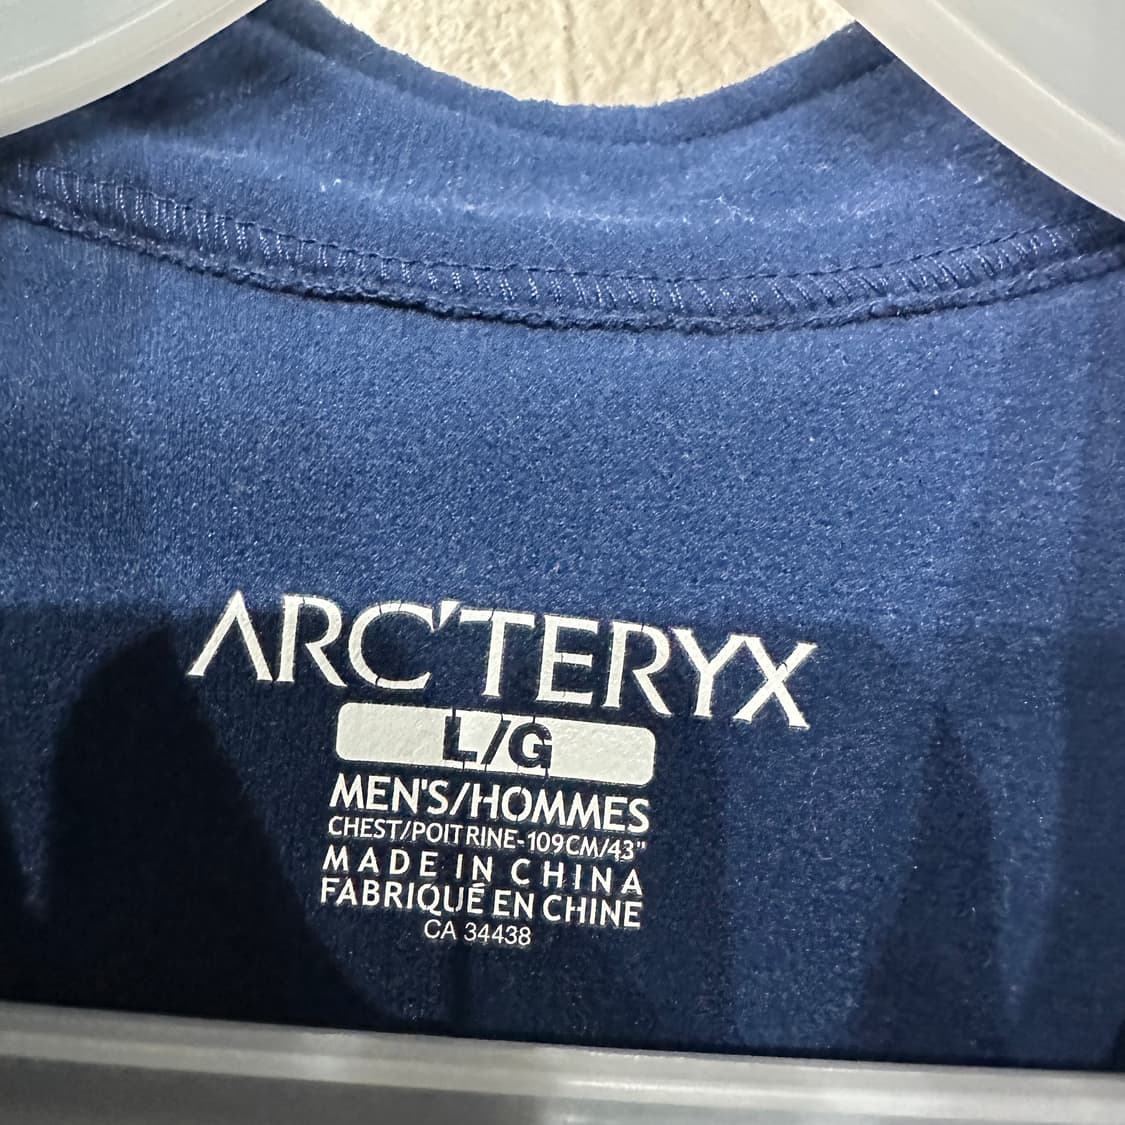 ARC'TERYX
L/G
MEN'S/HOMMES
CHEST/POITRINE-109CM/43"
MADE IN CHINA
FABRIQUÉ EN CHINE
CA 34438